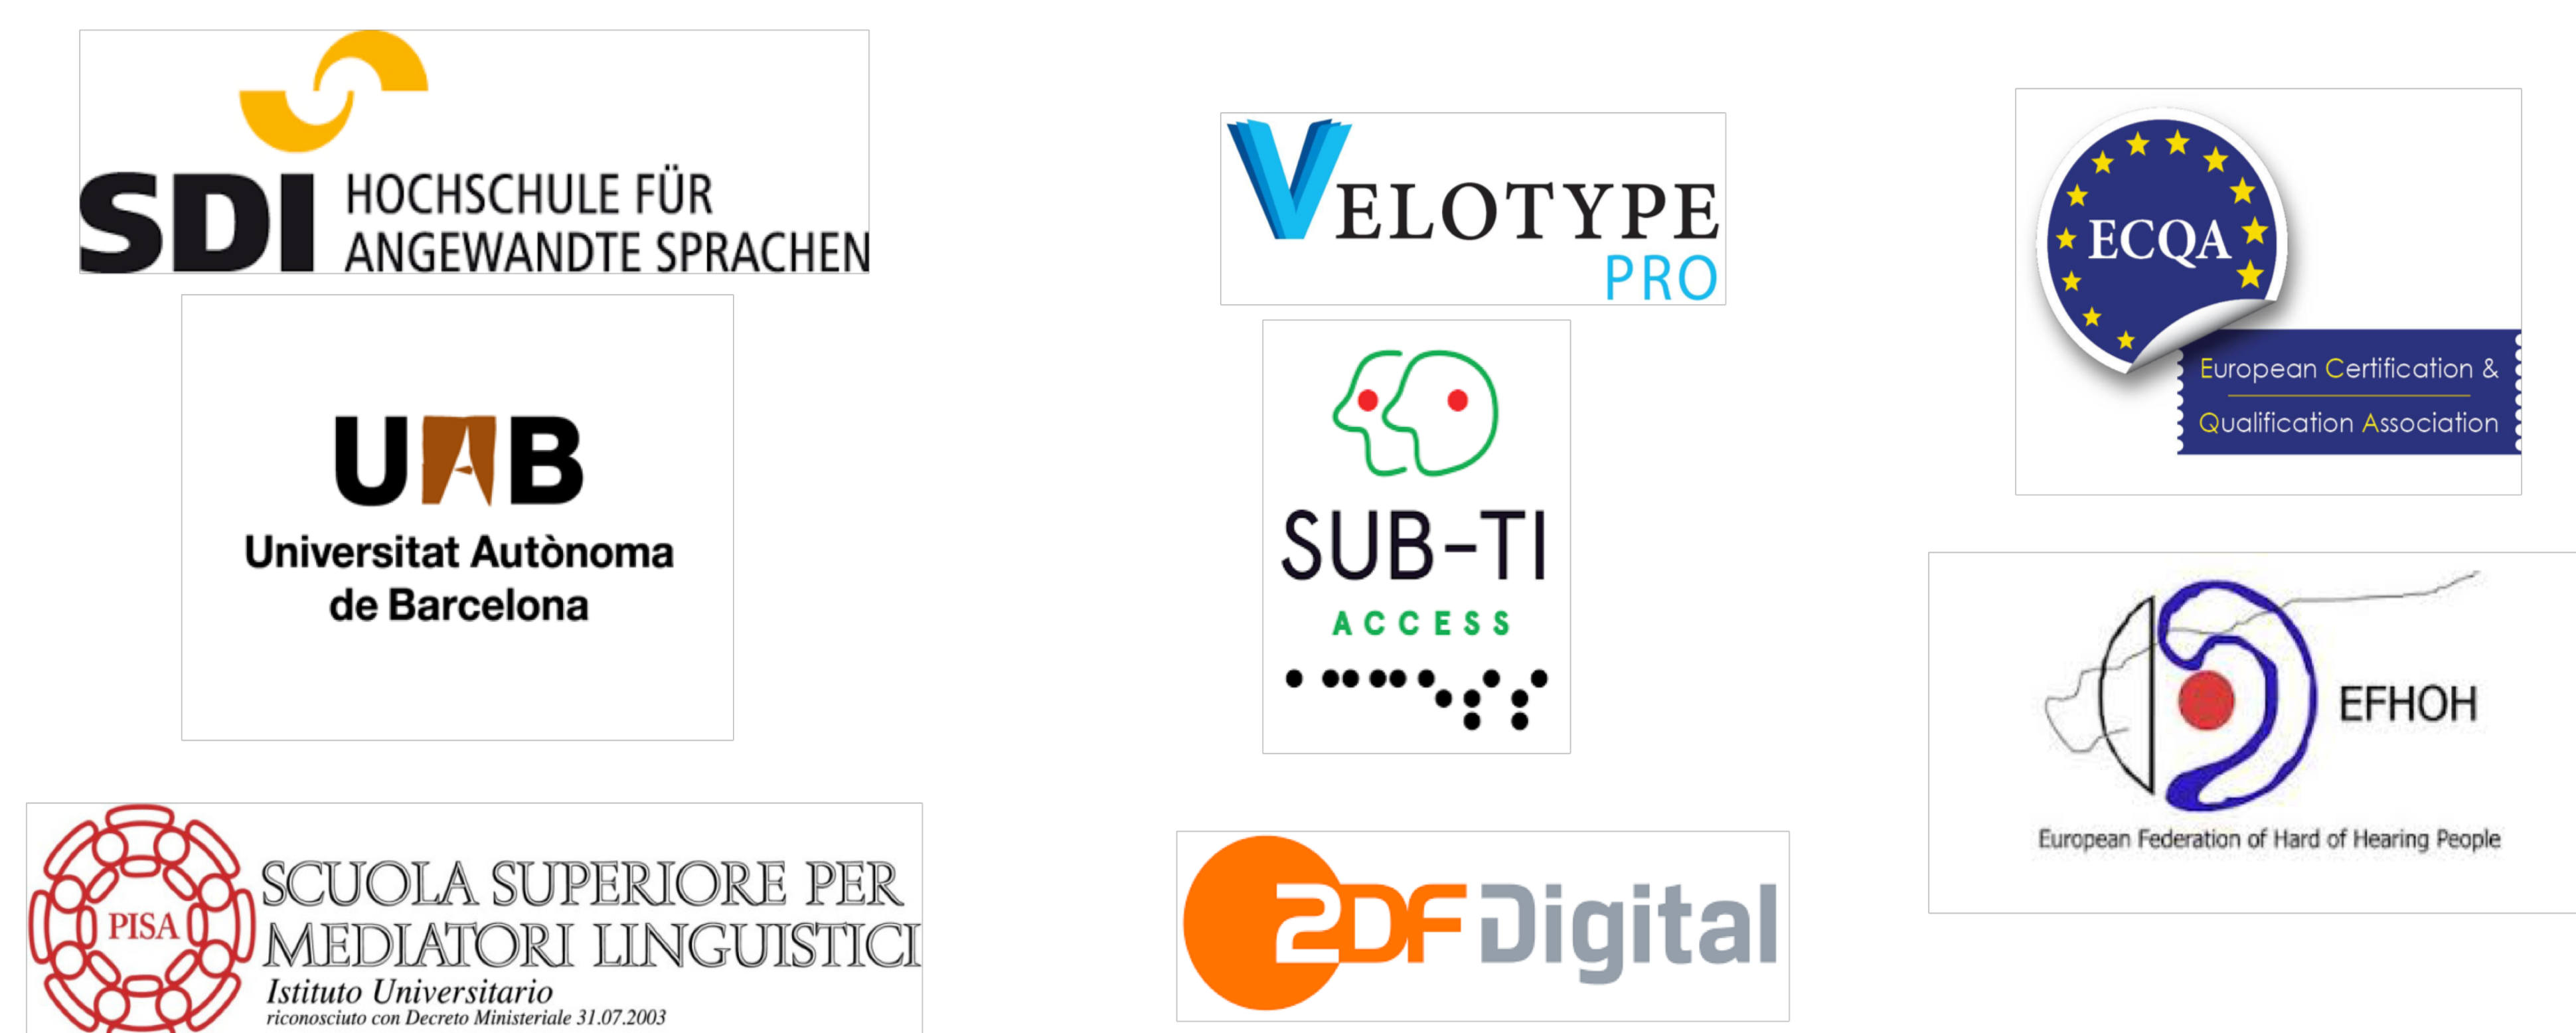 SDI
HOCHSCHULE FÜR
ANGEWANDTE SPRACHEN
UAB
Universitat Autònoma
de Barcelona
PISA
SCUOLA SUPERIORE PER
MEDIATORI LINGUISTICI
Istituto Universitario
riconosciuto con Decreto Ministeriale 31.07.2003
VELOTYPE
PRO
SUB-TI
ACCESS
ZDF Digital
ECQA
European Certification &
Qualification Association
EFHOH
European Federation of Hard of Hearing People